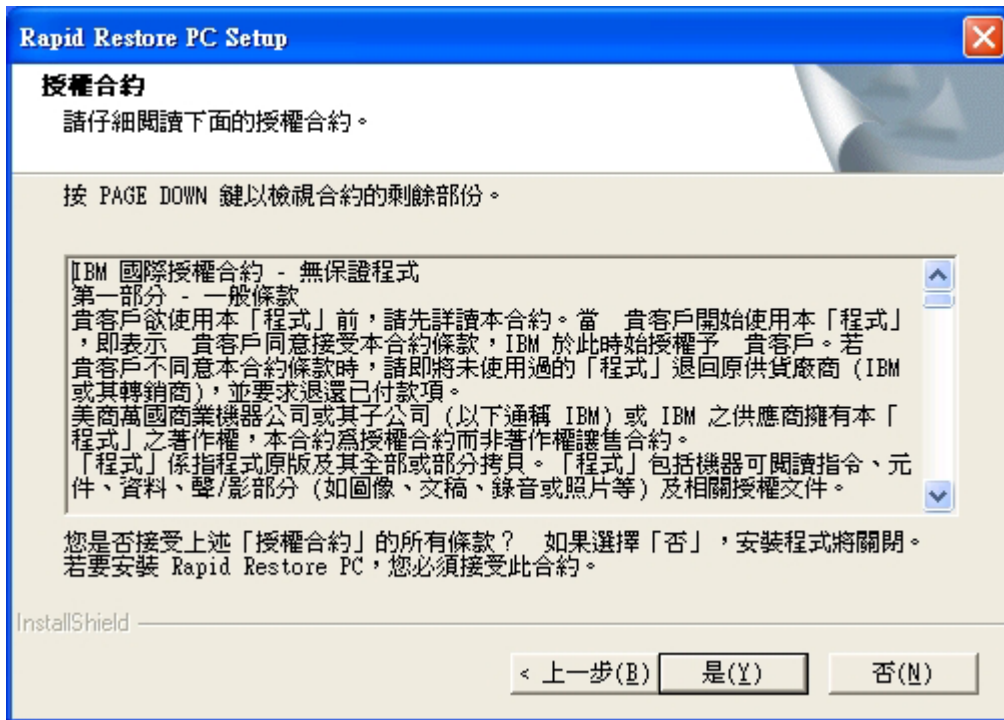 Rapid Restore PC Setup
授權合約
請仔細閱讀下面的授權合約。
按 PAGE DOWN 鍵以檢視合約的剩餘部份。
IBM 國際授權合約 - 無保證程式
第一部分 - 一般條款
貴客戶欲使用本「程式」前，請先詳讀本合約。當　貴客戶開始使用本「程式」
，即表示　貴客戶同意接受本合約條款，IBM 於此時始授權予　貴客戶。若
貴客戶不同意本合約條款時，請即將未使用過的「程式」退回原供貨廠商 (IBM
或其轉銷商)，並要求退還已付款項。
美商萬國商業機器公司或其子公司 (以下通稱 IBM) 或 IBM 之供應商擁有本「
程式」之著作權，本合約為授權合約而非著作權讓售合約。
「程式」係指程式原版及其全部或部分拷貝。「程式」包括機器可閱讀指令、元
件、資料、聲/影部分 (如圖像、文稿、錄音或照片等) 及相關授權文件。
您是否接受上述「授權合約」的所有條款？　如果選擇「否」，安裝程式將關閉。
若要安裝 Rapid Restore PC，您必須接受此合約。
InstallShield
< 上一步(B)
是(Y)
否(N)